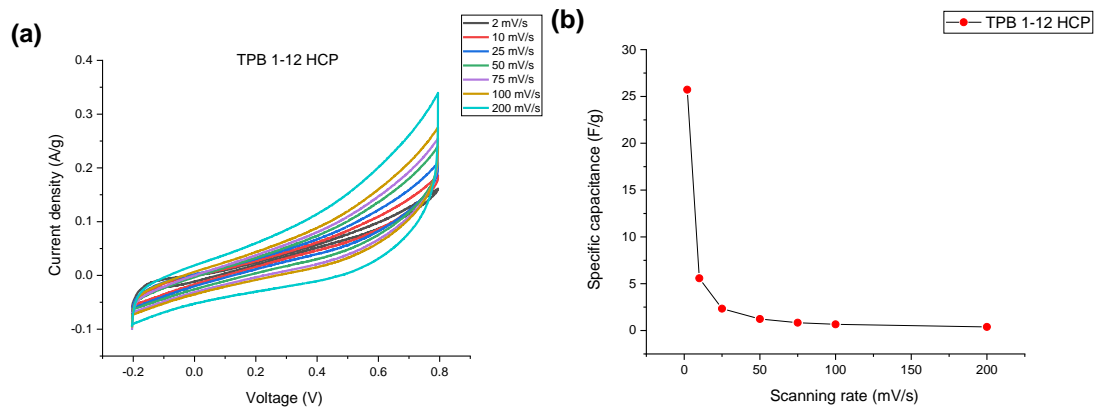 (a)
TPB 1-12 HCP
2 mV/s
10 mV/s
25 mV/s
50 mV/s
75 mV/s
100 mV/s
200 mV/s
Current density (A/g)
0.4
0.3
0.2
0.1
0.0
-0.1
-0.2 0.0 0.2 0.4 0.6 0.8
Voltage (V)
(b)
TPB 1-12 HCP
Specific capacitance (F/g)
30
25
20
15
10
5
0
0 50 100 150 200
Scanning rate (mV/s)